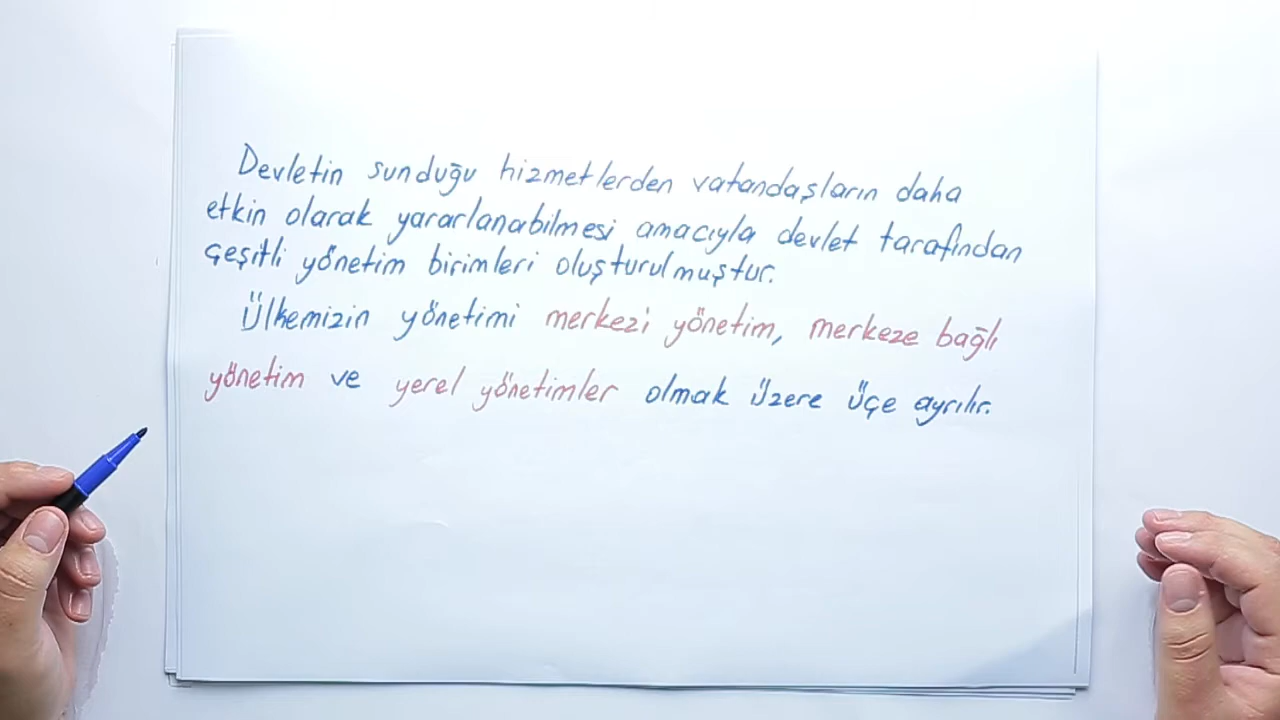 Devletin sunduğu hizmetlerden vatandaşların daha
etkin olarak yararlanabilmesi amacıyla devlet tarafından
çeşitli yönetim birimleri oluşturulmuştur.
Ülkemizin yönetimi merkezi yönetim, merkeze bağlı
yönetim ve yerel yönetimler olmak üzere üçe ayrılır.